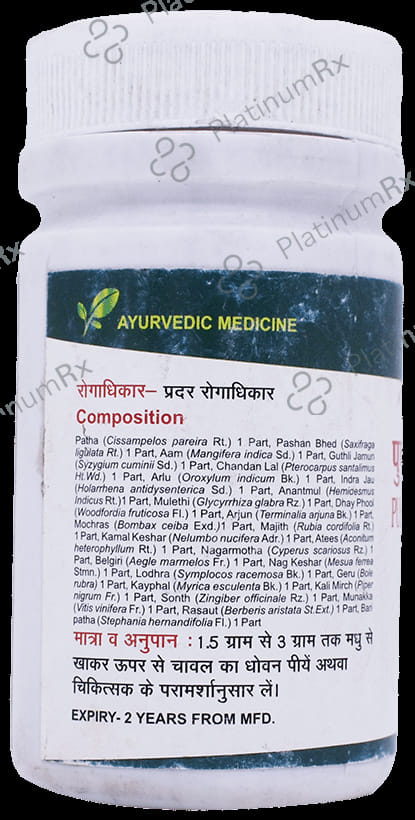 AYURVEDIC MEDICINE
रोगाधिकार– प्रदर रोगाधिकार
Composition
Patha (Cissampelos pareira Rt.) 1 Part, Pashan Bhed (Saxifraga
ligulata Rt.) 1 Part, Aam (Mangifera indica Sd.) 1 Part, Guthli Jamun
(Syzygium cuminii Sd.) 1 Part, Chandan Lal (Pterocarpus santalimus
Ht.Wd.) 1 Part, Arlu (Oroxylum indicum Bk.) 1 Part, Indra Jau
(Holarrhena antidysenterica Sd.) 1 Part, Anantmul (Hemidesmus
Indicus Rt.)1 Part, Mulethi (Glycyrrhiza glabra Rz.) 1 Part, Dhay Phool
(Woodfordia fruticosa Fl.) 1 Part, Arjun (Terminalia arjuna Bk.) 1 Part,
Mochras (Bombax ceiba Exd.)1 Part, Majith (Rubia cordifolia Rt.)
1 Part, Kamal Keshar (Nelumbo nucifera Adr.) 1 Part, Atees (Aconitum
heterophyllum Rt.) 1 Part, Nagarmotha (Cyperus scariosus Rz.) 1
Part, Belgiri (Aegle marmelos Fr.) 1 Part, Nag Keshar (Mesua ferrea
Stmn.) 1 Part, Lodhra (Symplocos racemosa Bk.) 1 Part, Geru (Bole
rubra) 1 Part, Kayphal (Myrica esculenta Bk.) 1 Part, Kali Mirch (Piper
nigrum Fr.) 1 Part, Sonth (Zingiber officinale Rz.) 1 Part, Munakka
(Vitis vinifera Fr.) 1 Part, Rasaut (Berberis aristata St.Ext.) 1 Part, Ban
patha (Stephania hernandifolia Fl.) 1 Part
मात्रा व अनुपान : 1.5 ग्राम से 3 ग्राम तक मधु से
खाकर ऊपर से चावल का धोवन पीयें अथवा
चिकित्सक के परामर्शानुसार लें।
EXPIRY- 2 YEARS FROM MFD.
PlatinumRx
PlatinumRx
PlatinumRx
PlatinumRx
PlatinumRx
PlatinumRx